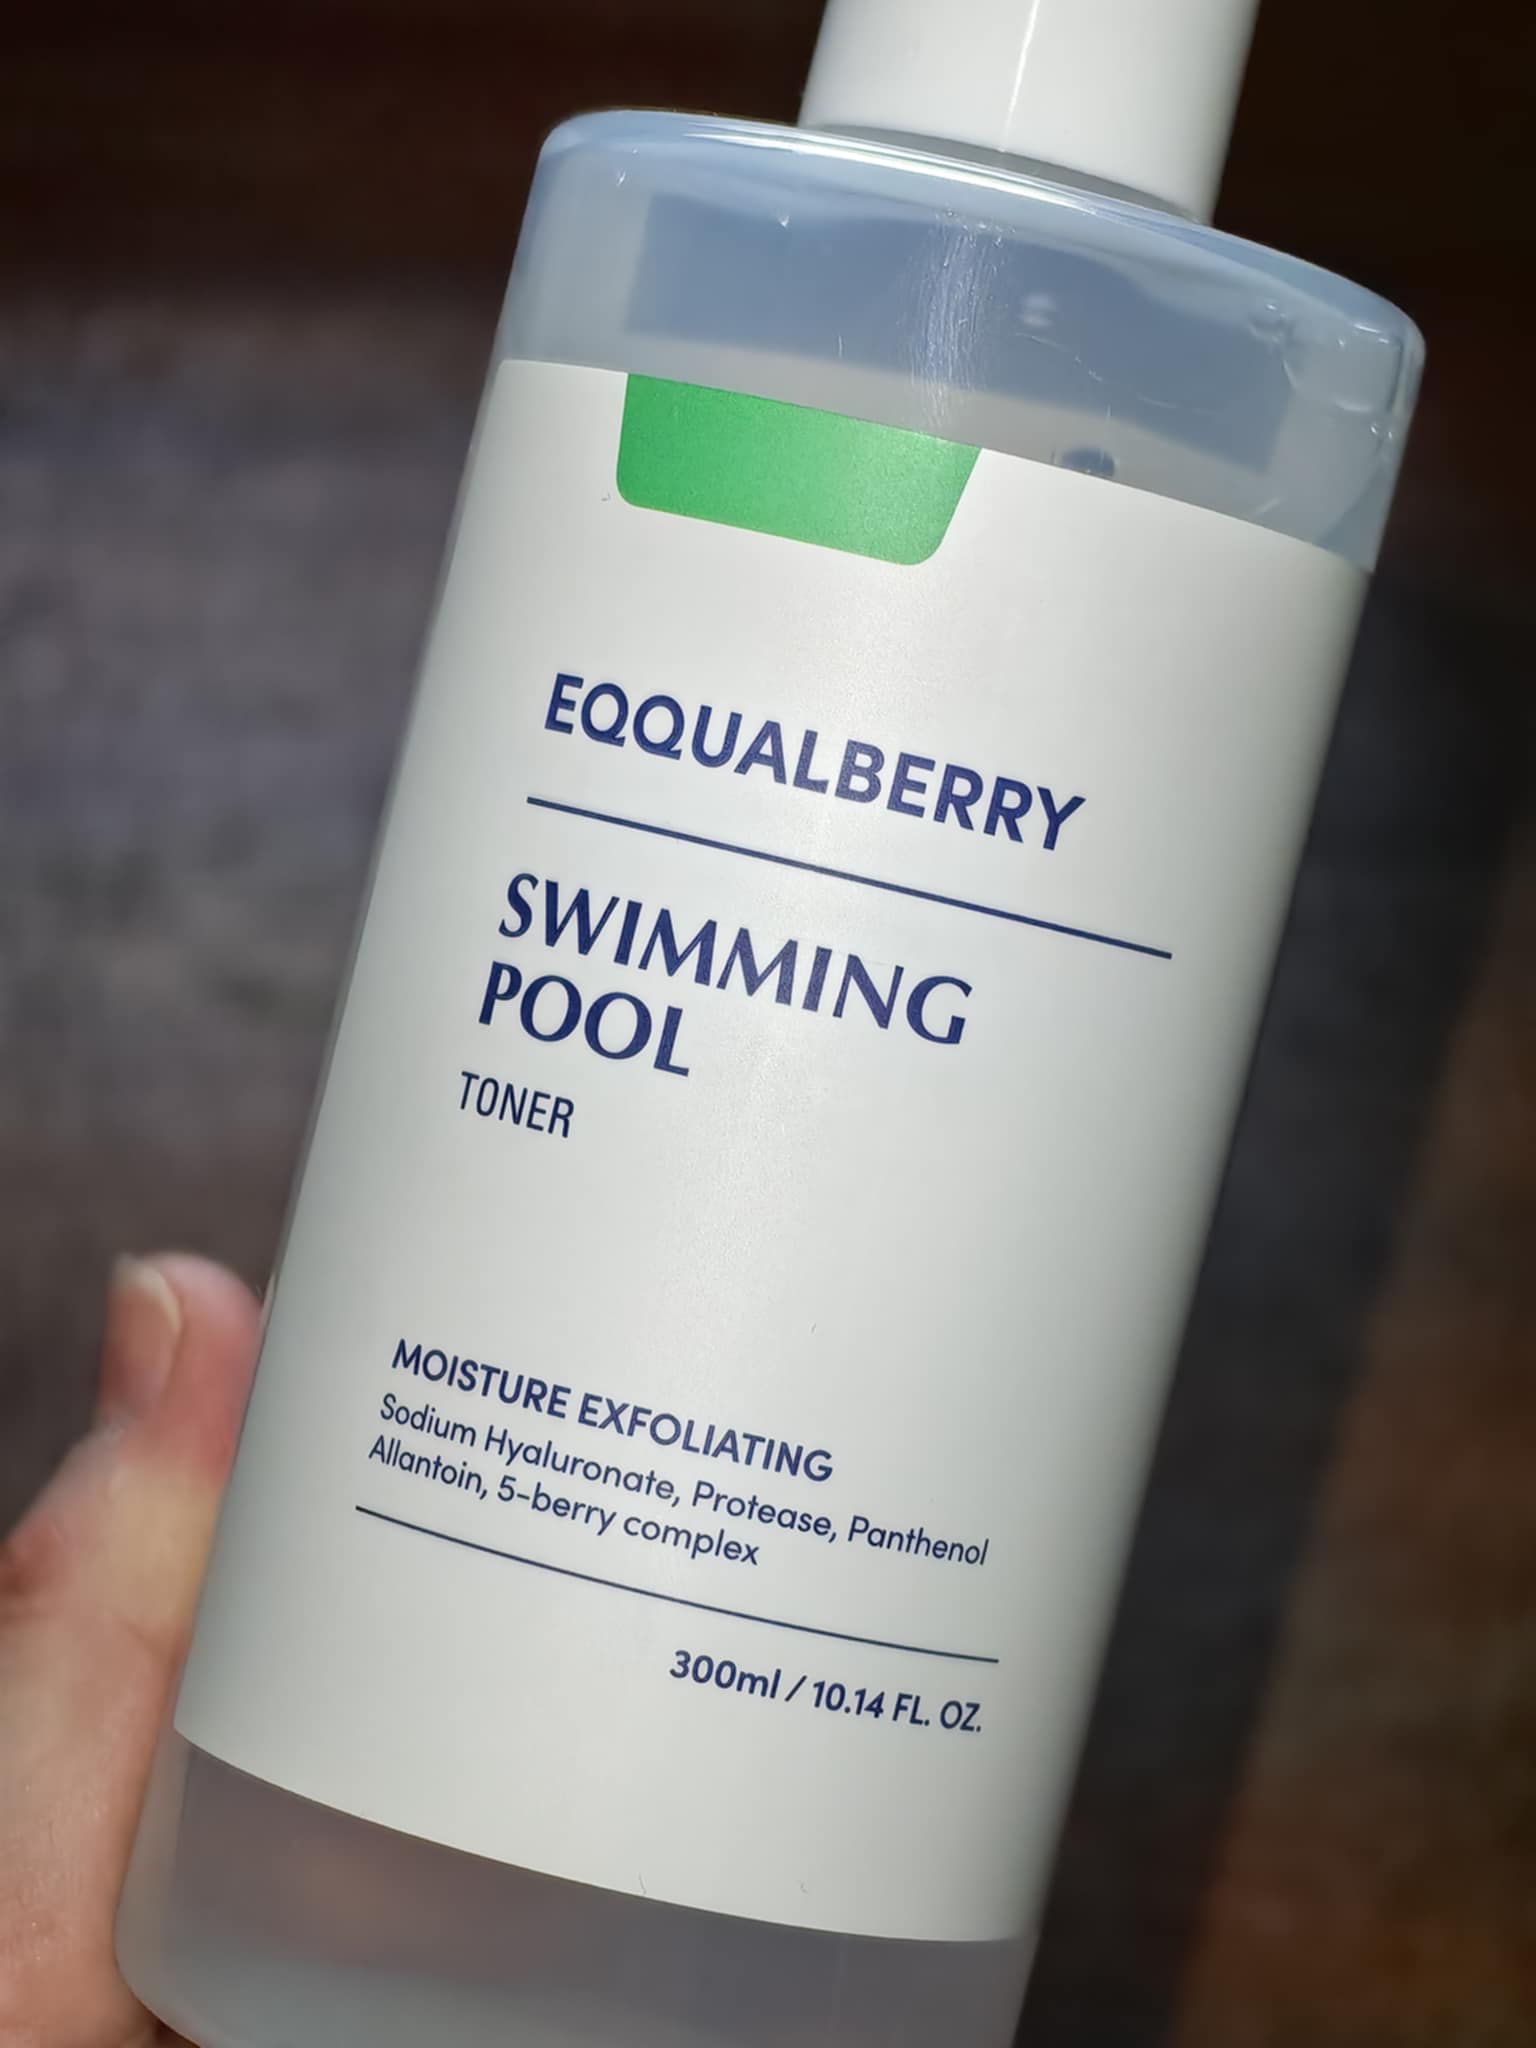 EQQUALBERRY
SWIMMING
POOL
TONER
MOISTURE EXFOLIATING
Sodium Hyaluronate, Protease, Panthenol
Allantoin, 5-berry complex
300ml / 10.14 FL. OZ.